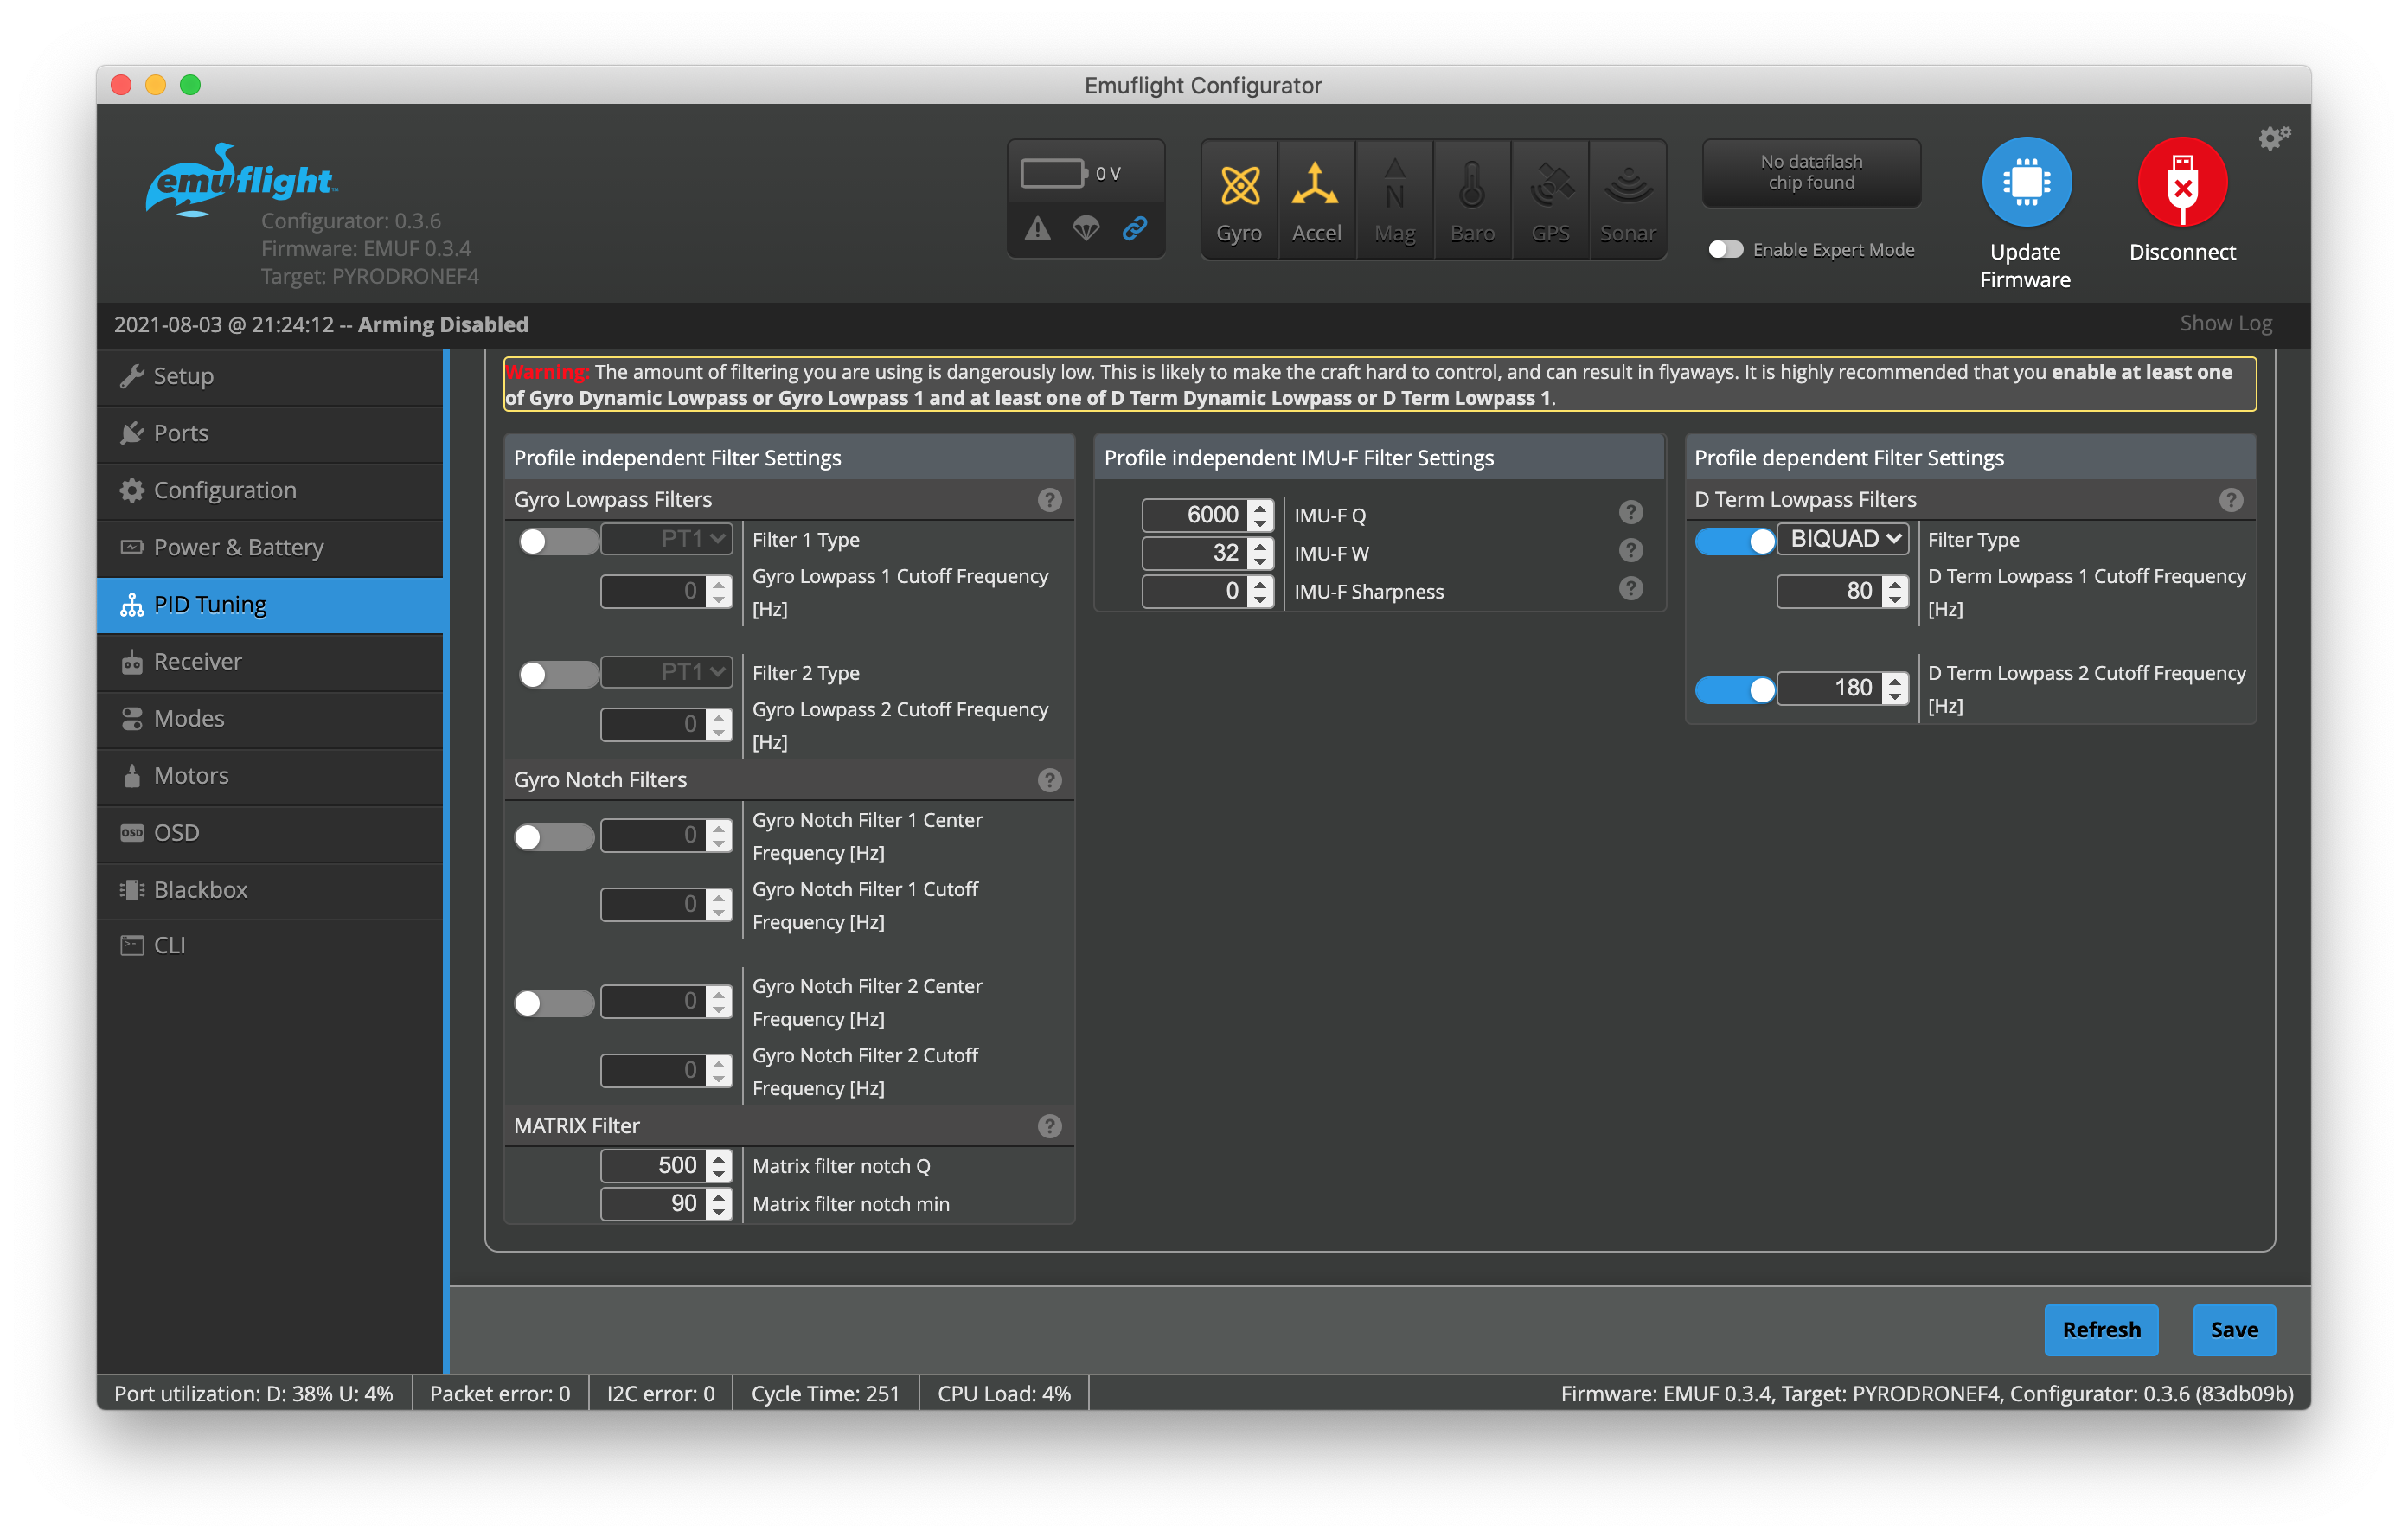 Emuflight Configurator
emuflight
Configurator: 0.3.6
Firmware: EMUF 0.3.4
Target: PYRODRONEF4
0 V
Gyro
Accel
N
Mag
Baro
GPS
Sonar
No dataflash
chip found
Enable Expert Mode
Update
Firmware
Disconnect
2021-08-03 @ 21:24:12 -- Arming Disabled
Show Log
Setup
Ports
Configuration
Power & Battery
PID Tuning
Receiver
Modes
Motors
OSD OSD
Blackbox
CLI
Warning: The amount of filtering you are using is dangerously low. This is likely to make the craft hard to control, and can result in flyaways. It is highly recommended that you enable at least one
of Gyro Dynamic Lowpass or Gyro Lowpass 1 and at least one of D Term Dynamic Lowpass or D Term Lowpass 1.
Profile independent Filter Settings
Gyro Lowpass Filters ?
PT1 Filter 1 Type
0 Gyro Lowpass 1 Cutoff Frequency
[Hz]
PT1 Filter 2 Type
0 Gyro Lowpass 2 Cutoff Frequency
[Hz]
Gyro Notch Filters ?
0 Gyro Notch Filter 1 Center
Frequency [Hz]
0 Gyro Notch Filter 1 Cutoff
Frequency [Hz]
0 Gyro Notch Filter 2 Center
Frequency [Hz]
0 Gyro Notch Filter 2 Cutoff
Frequency [Hz]
MATRIX Filter ?
500 Matrix filter notch Q
90 Matrix filter notch min
Profile independent IMU-F Filter Settings
6000 IMU-F Q ?
32 IMU-F W ?
0 IMU-F Sharpness ?
Profile dependent Filter Settings
D Term Lowpass Filters ?
BIQUAD Filter Type
80 D Term Lowpass 1 Cutoff Frequency
[Hz]
180 D Term Lowpass 2 Cutoff Frequency
[Hz]
Refresh
Save
Port utilization: D: 38% U: 4%
Packet error: 0
I2C error: 0
Cycle Time: 251
CPU Load: 4%
Firmware: EMUF 0.3.4, Target: PYRODRONEF4, Configurator: 0.3.6 (83db09b)